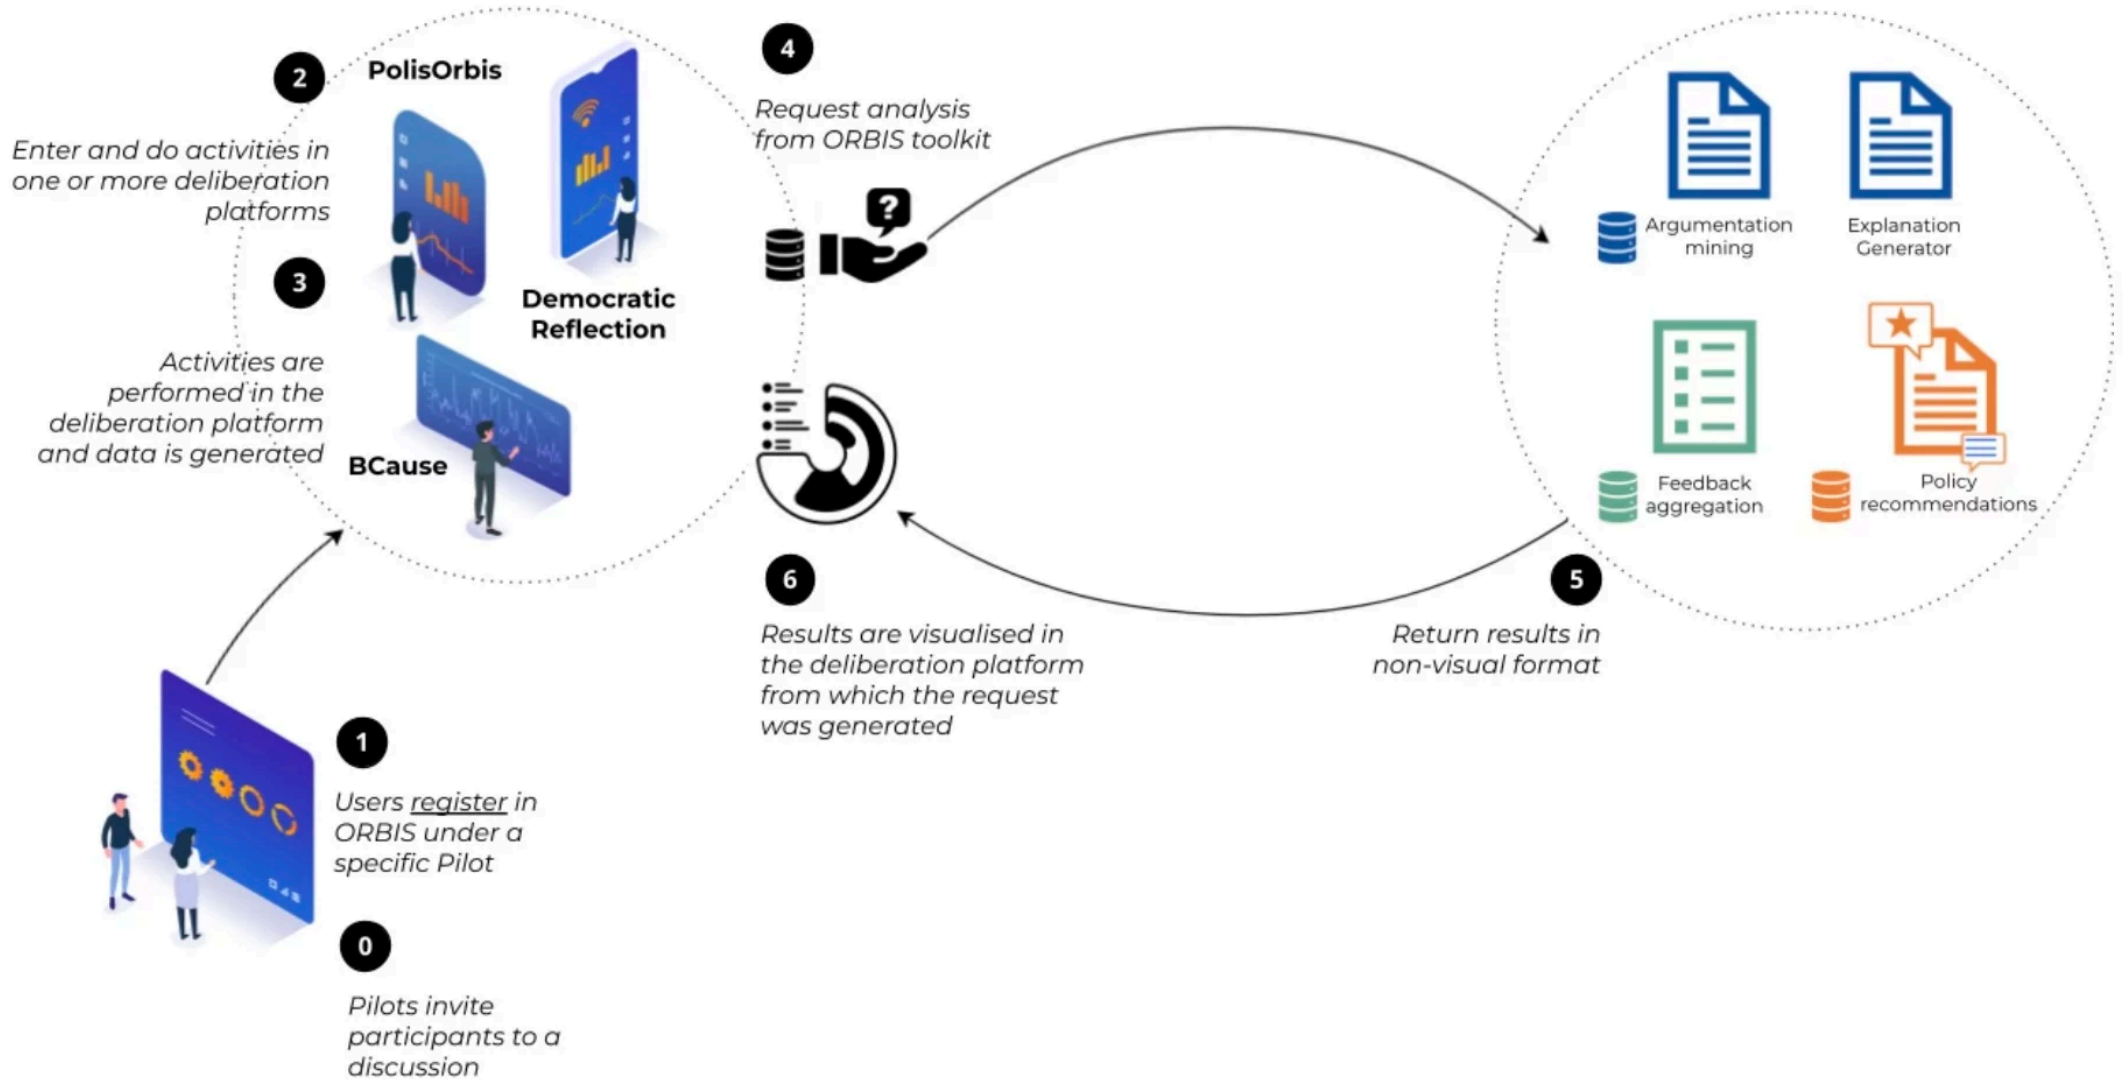 0
Pilots invite
participants to a
discussion
1
Users register in
ORBIS under a
specific Pilot
2
Enter and do activities in
one or more deliberation
platforms
3
Activities are
performed in the
deliberation platform
and data is generated
PolisOrbis
Democratic
Reflection
BCause
4
Request analysis
from ORBIS toolkit
?
Argumentation
mining
Explanation
Generator
Feedback
aggregation
Policy
recommendations
5
Return results in
non-visual format
6
Results are visualised in
the deliberation platform
from which the request
was generated